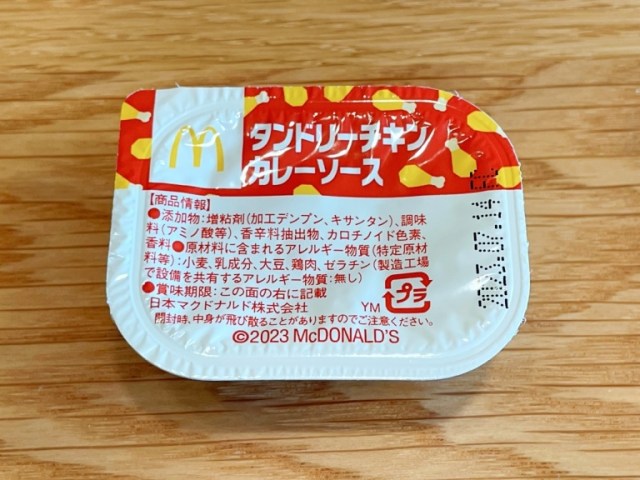 タンドリーチキン
カレーソース
【商品情報】
●添加物:増粘剤(加工デンプン、キサンタン)、調味
料(アミノ酸等)、香辛料抽出物、カロチノイド色素、
香料●原材料に含まれるアレルギー物質(特定原材
料等):小麦、乳成分、大豆、鶏肉、ゼラチン(製造工場
で設備を共有するアレルギー物質:無し)
●賞味期限:この面の右に記載
日本マクドナルド株式会社 YM
プラ
開封時、中身が飛び散ることがありますのでご注意ください。
©2023 McDONALD'S
2023.07.14